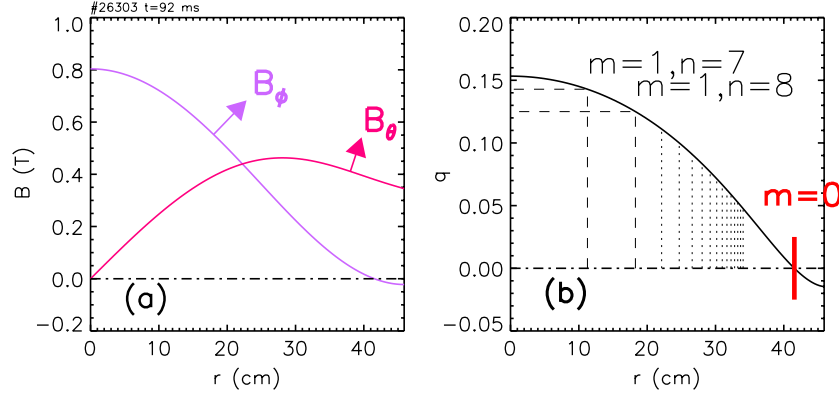 #26303 t=92 ms
1.0
0.8
0.6
0.4
0.2
0.0
−0.2
B (T)
Bϕ
Bθ
(a)
0 10 20 30 40
r (cm)
0.20
0.15
0.10
0.05
0.00
−0.05
q
m=1,n=7
m=1,n=8
m=0
(b)
0 10 20 30 40
r (cm)